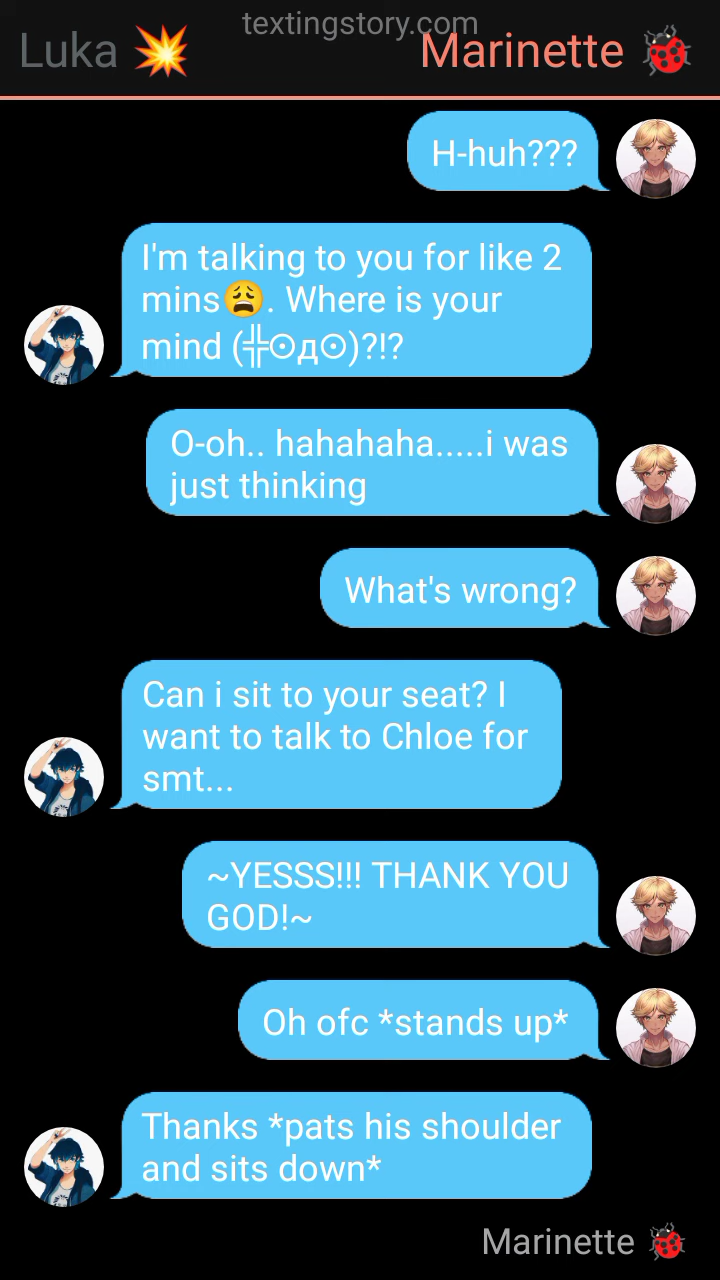 textingstory.com
Luka 💥 Marinette 🐞
H-huh???
I'm talking to you for like 2
mins😩. Where is your
mind (╬⊙д⊙)?!?
O-oh.. hahahaha.....i was
just thinking
What's wrong?
Can i sit to your seat? I
want to talk to Chloe for
smt...
~YESSS!!! THANK YOU
GOD!~
Oh ofc *stands up*
Thanks *pats his shoulder
and sits down*
Marinette 🐞